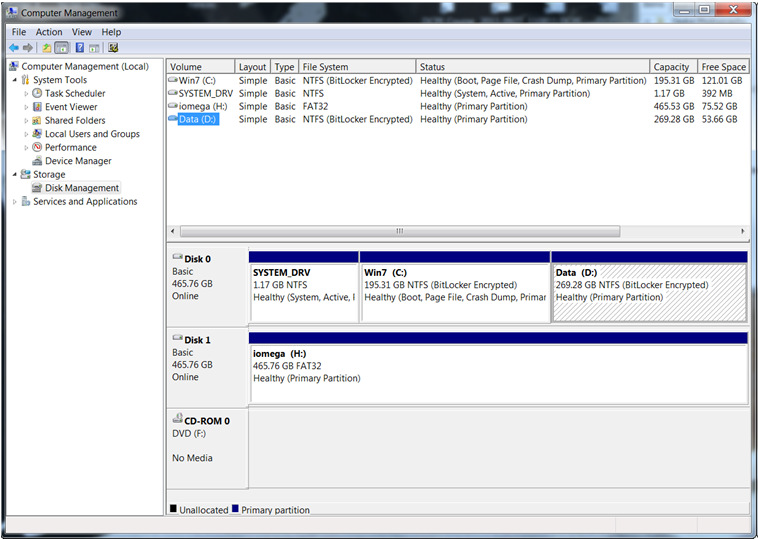 Computer Management
File Action View Help
Computer Management (Local)
System Tools
Task Scheduler
Event Viewer
Shared Folders
Local Users and Groups
Performance
Device Manager
Storage
Disk Management
Services and Applications
Volume Layout Type File System Status Capacity Free Space
Win7 (C:) Simple Basic NTFS (BitLocker Encrypted) Healthy (Boot, Page File, Crash Dump, Primary Partition) 195.31 GB 121.01 GB
SYSTEM_DRV Simple Basic NTFS Healthy (System, Active, Primary Partition) 1.17 GB 392 MB
iomega (H:) Simple Basic FAT32 Healthy (Primary Partition) 465.53 GB 75.52 GB
Data (D:) Simple Basic NTFS (BitLocker Encrypted) Healthy (Primary Partition) 269.28 GB 53.66 GB
Disk 0
Basic
465.76 GB
Online
SYSTEM_DRV
1.17 GB NTFS
Healthy (System, Active, I
Win7 (C:)
195.31 GB NTFS (BitLocker Encrypted)
Healthy (Boot, Page File, Crash Dump, Primar
Data (D:)
269.28 GB NTFS (BitLocker Encrypted)
Healthy (Primary Partition)
Disk 1
Basic
465.76 GB
Online
iomega (H:)
465.76 GB FAT32
Healthy (Primary Partition)
CD-ROM 0
DVD (F:)
No Media
Unallocated Primary partition